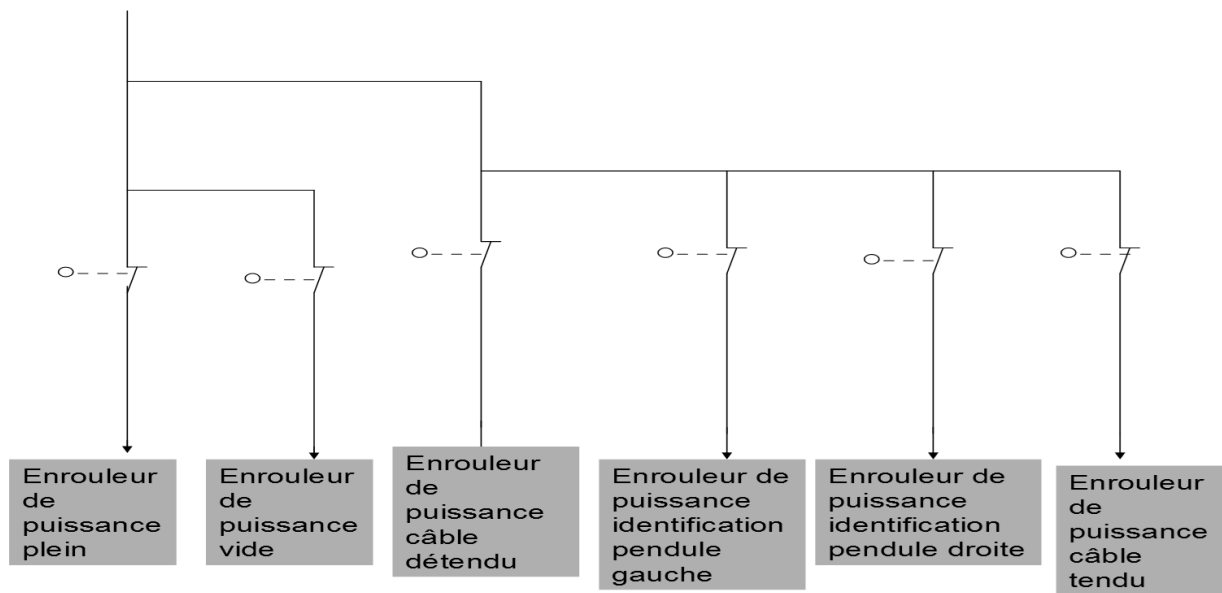 Enrouleur
de
puissance
plein
Enrouleur
de
puissance
vide
Enrouleur
de
puissance
câble
détendu
Enrouleur de
puissance
identification
pendule
gauche
Enrouleur de
puissance
identification
pendule droite
Enrouleur
de
puissance
câble
tendu